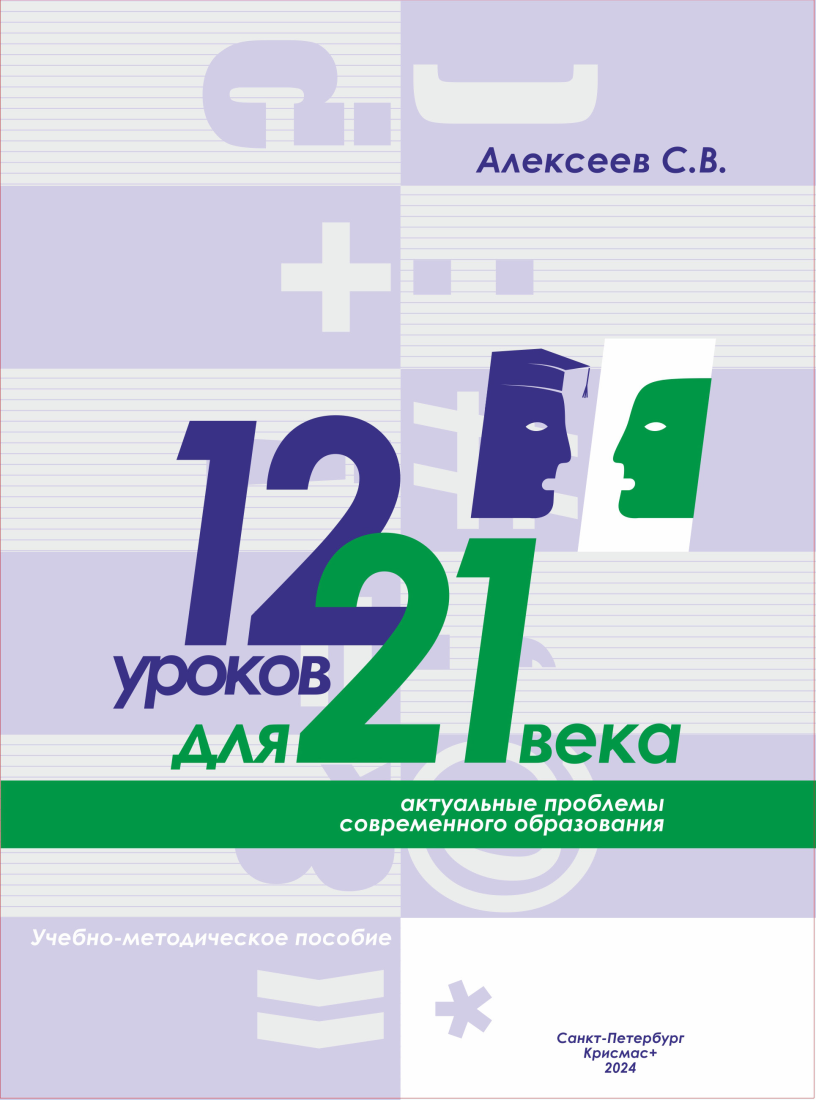 Алексеев С.В.
12
уроков
для 21 века
актуальные проблемы
современного образования
Учебно-методическое пособие
Санкт-Петербург
Крисмас+
2024